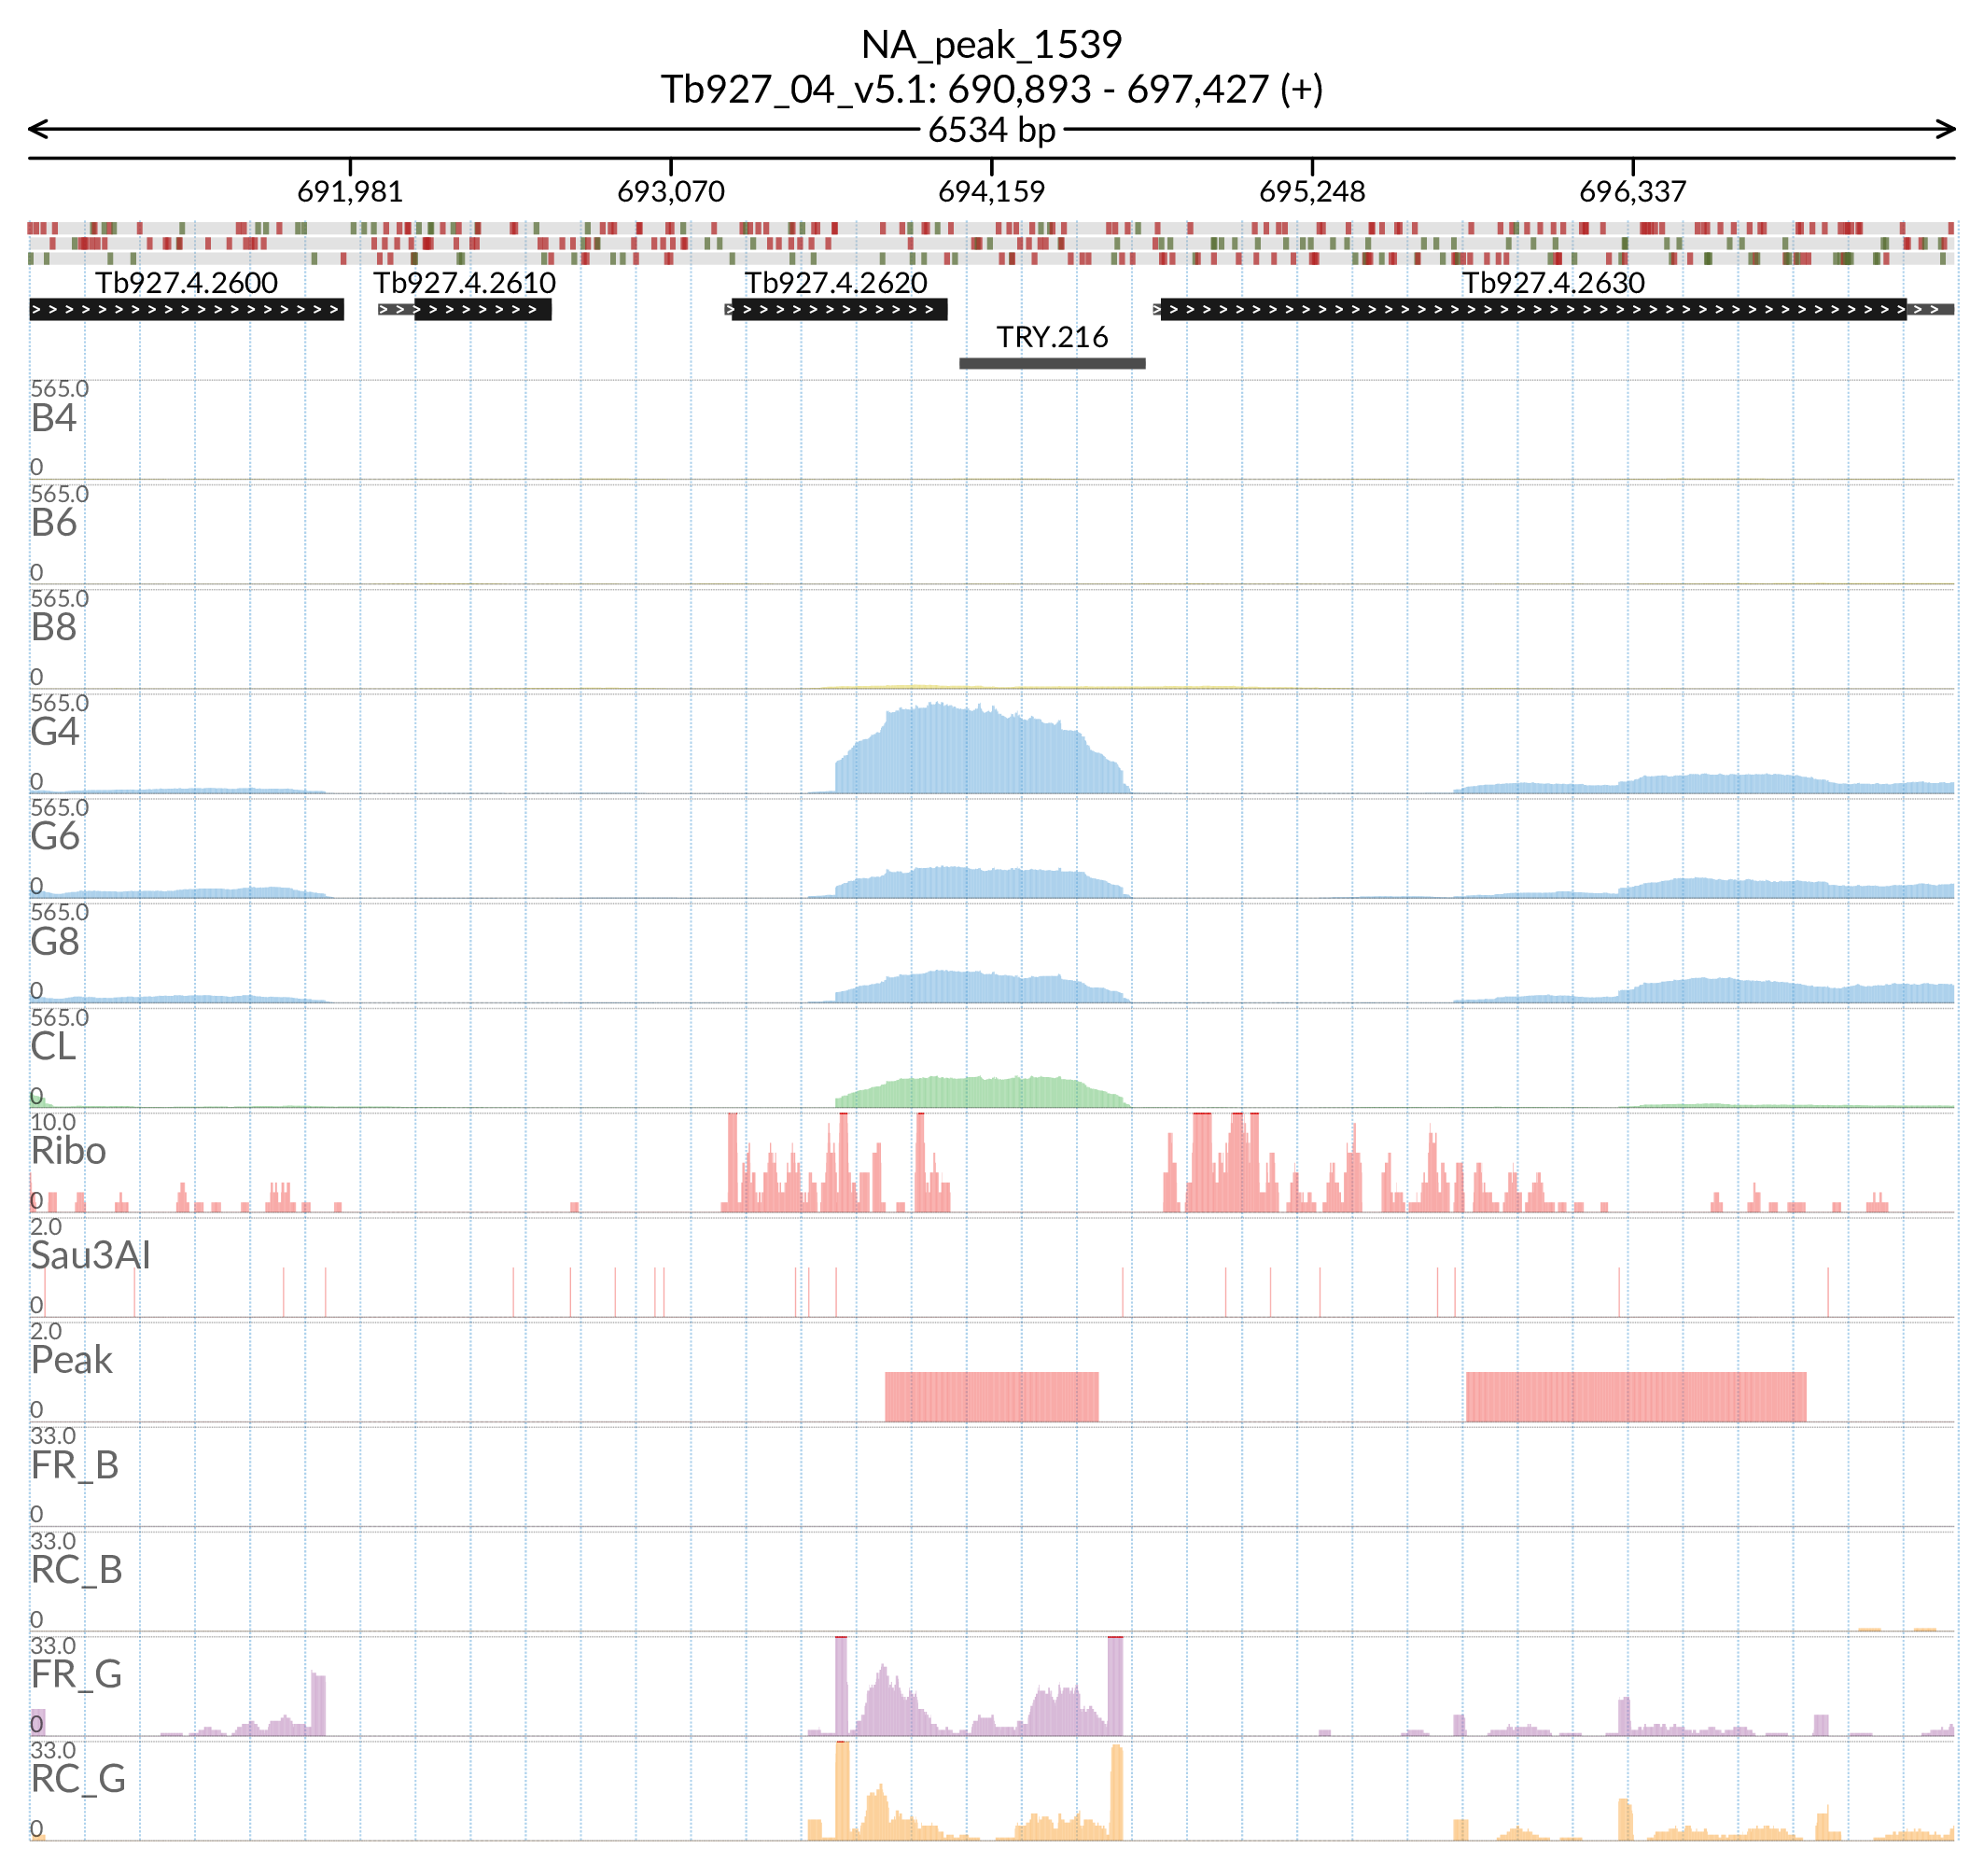 NA_peak_1539
Tb927_04_v5.1: 690,893 - 697,427 (+)
6534 bp
691,981 693,070 694,159 695,248 696,337
Tb927.4.2600 Tb927.4.2610 Tb927.4.2620 Tb927.4.2630
TRY.216
565.0
B4
0
565.0
B6
0
565.0
B8
0
565.0
G4
0
565.0
G6
0
565.0
G8
0
565.0
CL
0
10.0
Ribo
0
2.0
Sau3AI
0
2.0
Peak
0
33.0
FR_B
0
33.0
RC_B
0
33.0
FR_G
0
33.0
RC_G
0